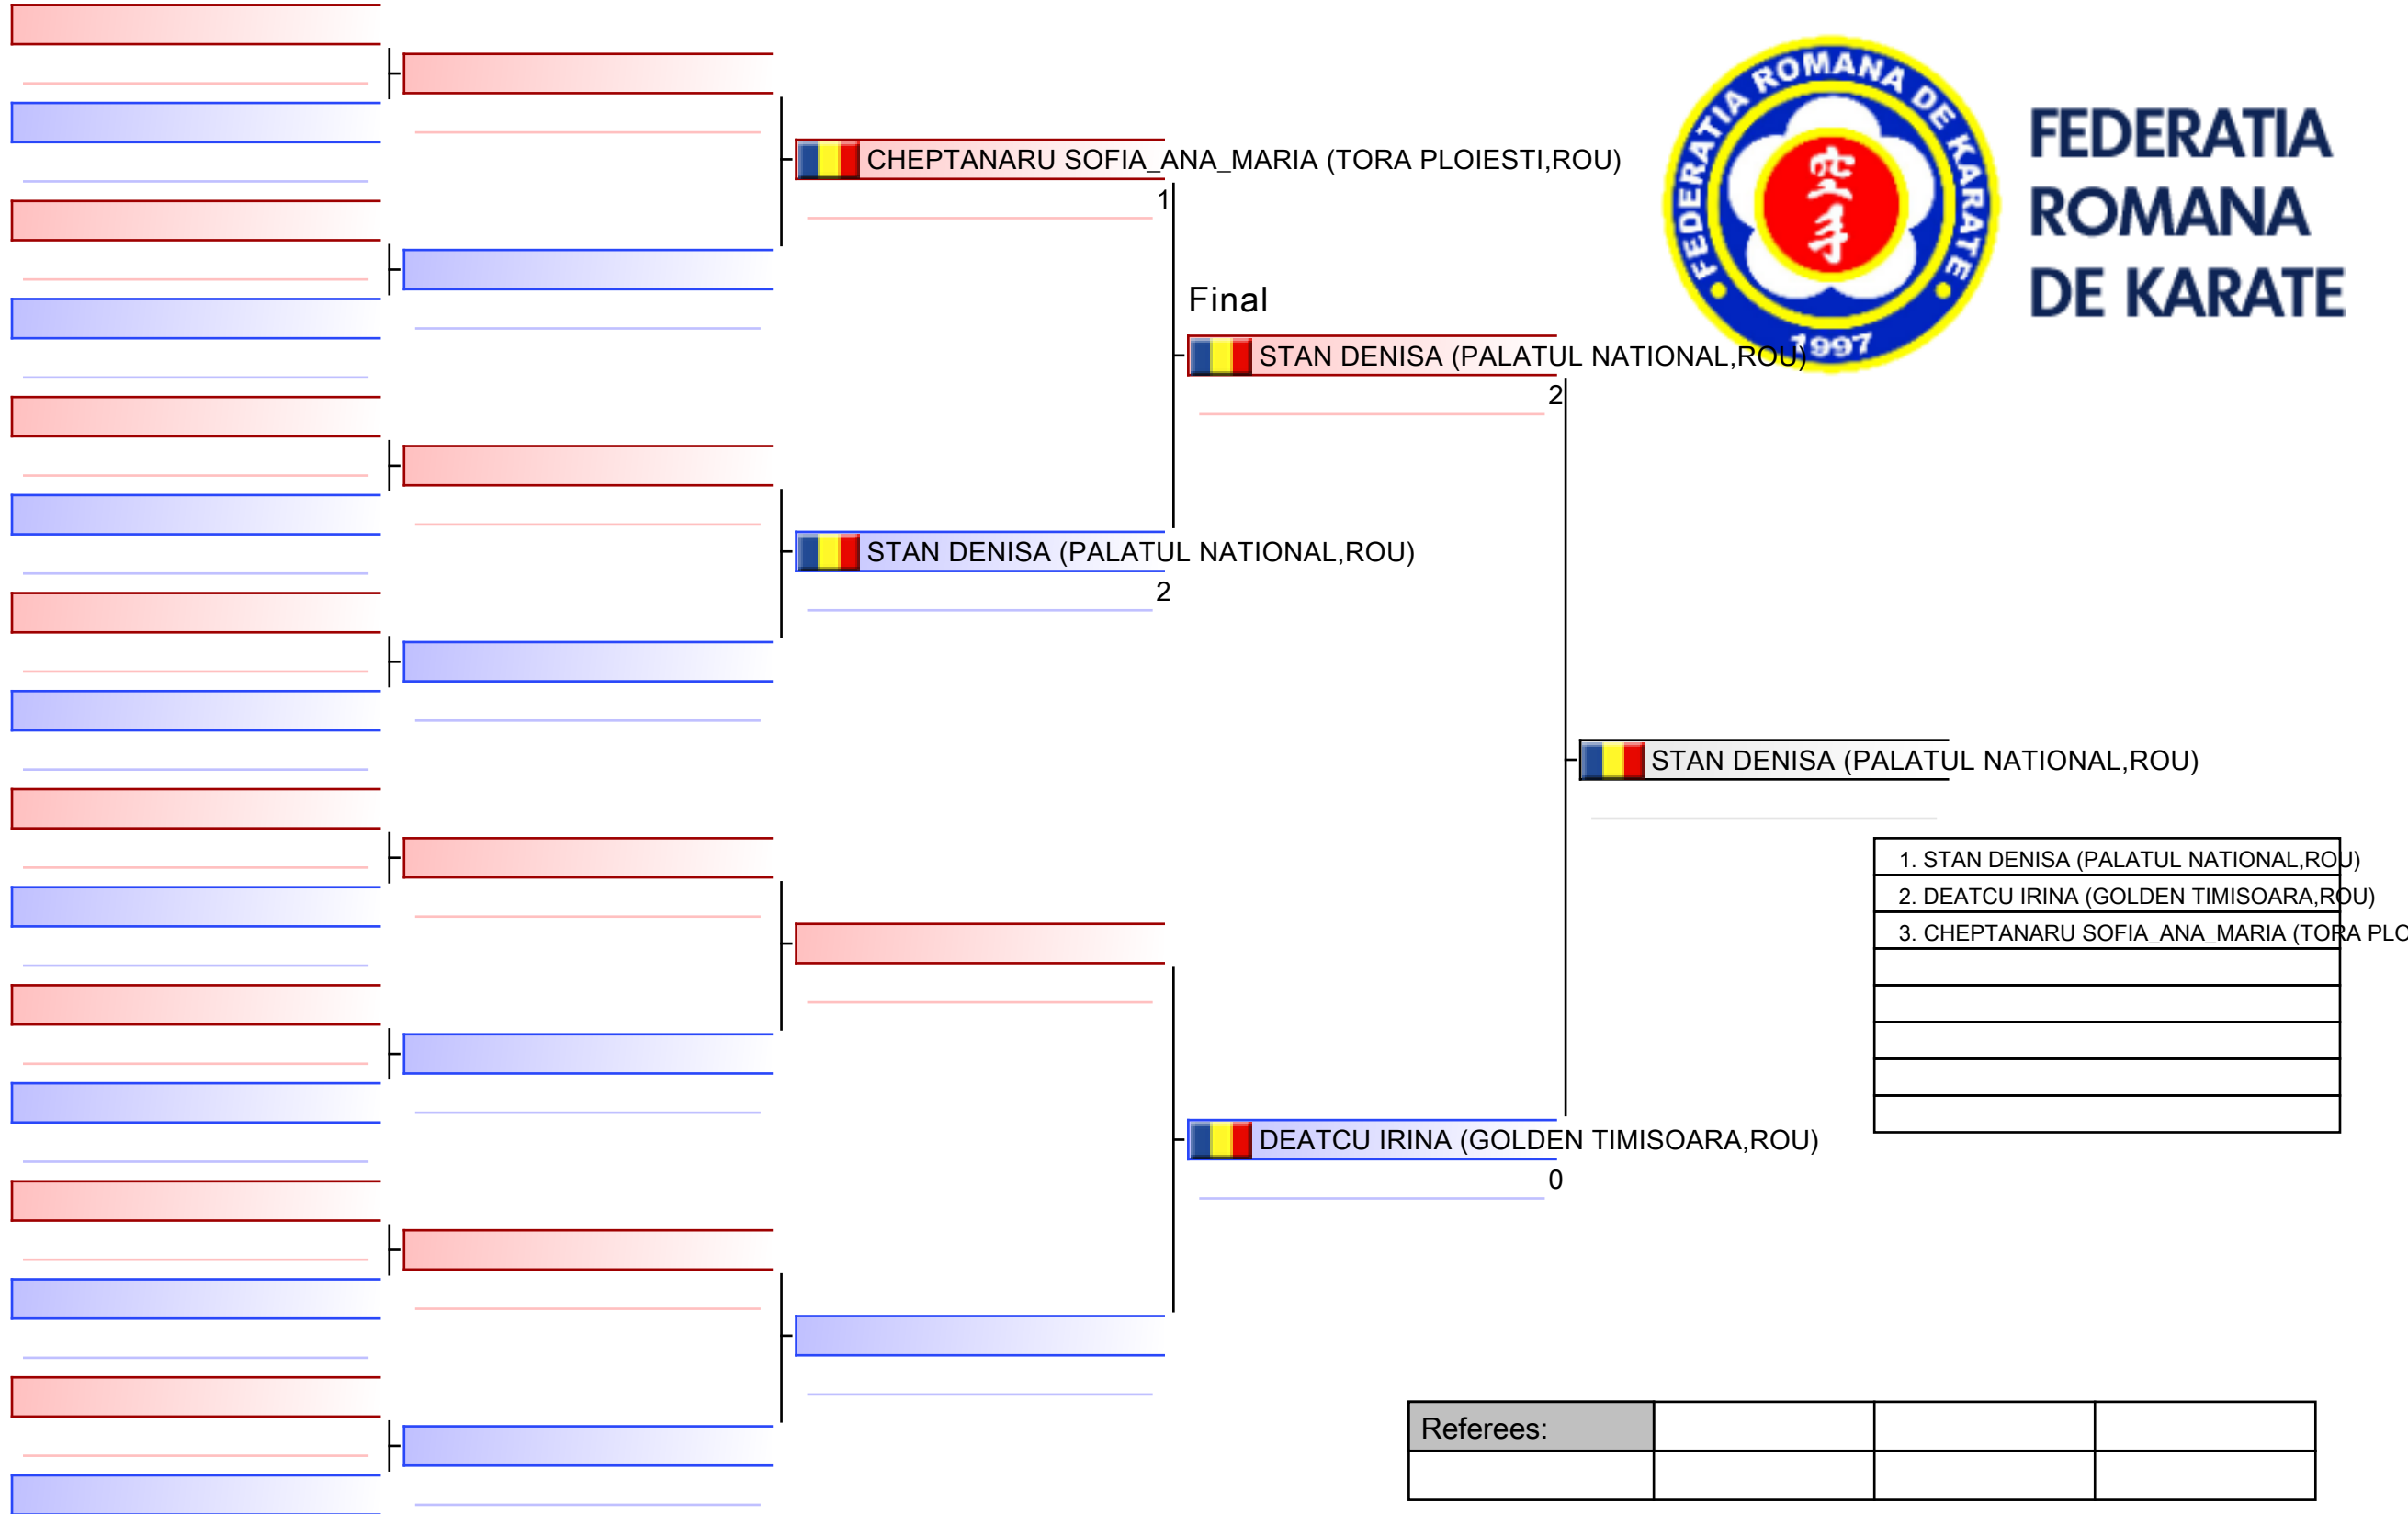 FEDERATIA ROMANA DE KARATE
空手
1997
FEDERATIA
ROMANA
DE KARATE
CHEPTANARU SOFIA_ANA_MARIA (TORA PLOIESTI,ROU)
1
Final
STAN DENISA (PALATUL NATIONAL,ROU)
2
STAN DENISA (PALATUL NATIONAL,ROU)
2
STAN DENISA (PALATUL NATIONAL,ROU)
1. STAN DENISA (PALATUL NATIONAL,ROU)
2. DEATCU IRINA (GOLDEN TIMISOARA,ROU)
3. CHEPTANARU SOFIA_ANA_MARIA (TORA PLO
DEATCU IRINA (GOLDEN TIMISOARA,ROU)
0
Referees: